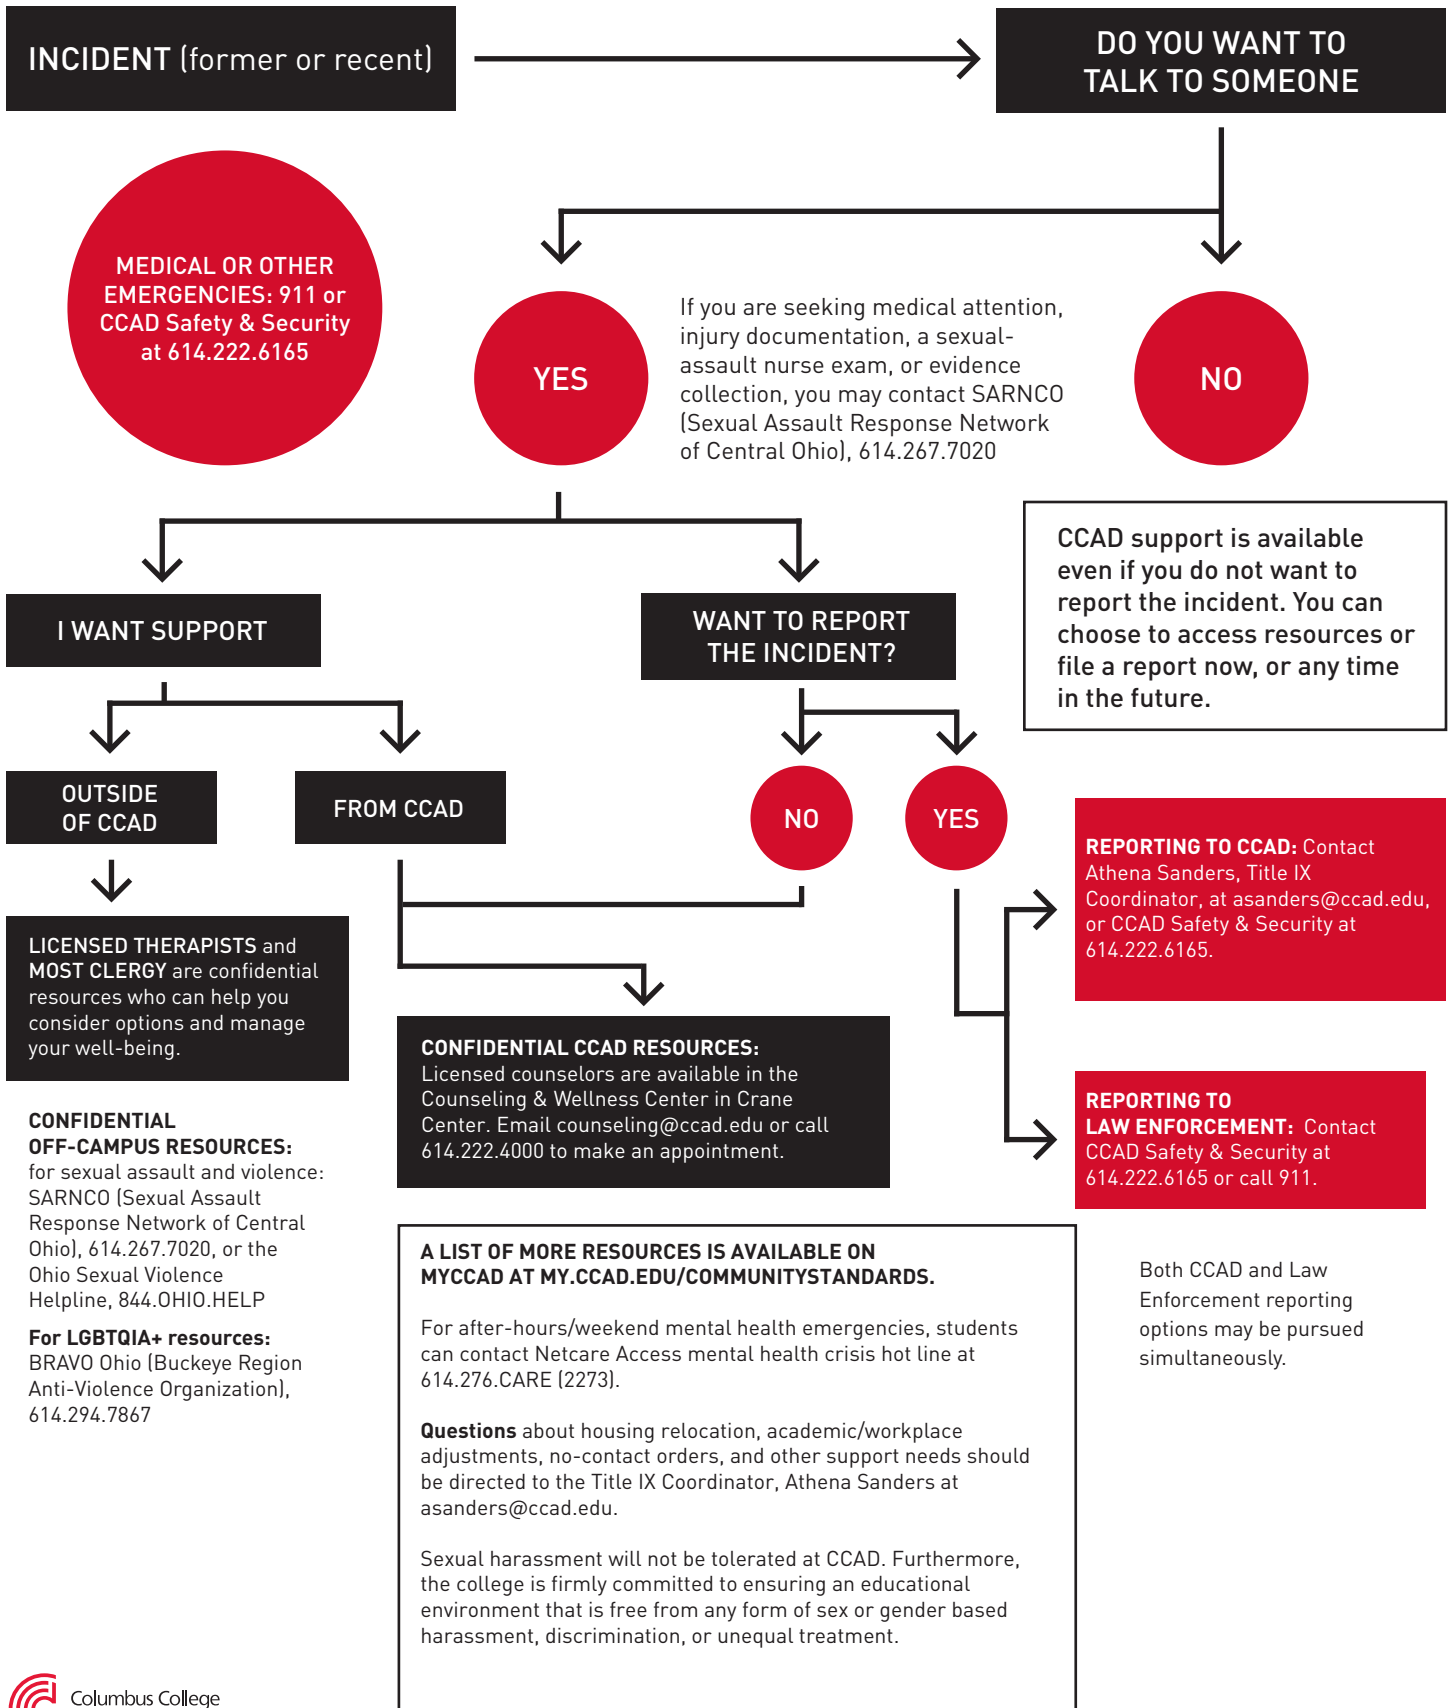 INCIDENT (former or recent)
DO YOU WANT TO
TALK TO SOMEONE
MEDICAL OR OTHER
EMERGENCIES: 911 or
CCAD Safety & Security
at 614.222.6165
YES
If you are seeking medical attention,
injury documentation, a sexual-
assault nurse exam, or evidence
collection, you may contact SARNCO
(Sexual Assault Response Network
of Central Ohio), 614.267.7020
NO
CCAD support is available
even if you do not want to
report the incident. You can
choose to access resources or
file a report now, or any time
in the future.
I WANT SUPPORT
WANT TO REPORT
THE INCIDENT?
OUTSIDE
OF CCAD
FROM CCAD
NO
YES
REPORTING TO CCAD: Contact
Athena Sanders, Title IX
Coordinator, at asanders@ccad.edu,
or CCAD Safety & Security at
614.222.6165.
LICENSED THERAPISTS and
MOST CLERGY are confidential
resources who can help you
consider options and manage
your well-being.
CONFIDENTIAL CCAD RESOURCES:
Licensed counselors are available in the
Counseling & Wellness Center in Crane
Center. Email counseling@ccad.edu or call
614.222.4000 to make an appointment.
REPORTING TO
LAW ENFORCEMENT: Contact
CCAD Safety & Security at
614.222.6165 or call 911.
CONFIDENTIAL
OFF-CAMPUS RESOURCES:
for sexual assault and violence:
SARNCO (Sexual Assault
Response Network of Central
Ohio), 614.267.7020, or the
Ohio Sexual Violence
Helpline, 844.OHIO.HELP
For LGBTQIA+ resources:
BRAVO Ohio (Buckeye Region
Anti-Violence Organization),
614.294.7867
A LIST OF MORE RESOURCES IS AVAILABLE ON
MYCCAD AT MY.CCAD.EDU/COMMUNITYSTANDARDS.
For after-hours/weekend mental health emergencies, students
can contact Netcare Access mental health crisis hot line at
614.276.CARE (2273).
Questions about housing relocation, academic/workplace
adjustments, no-contact orders, and other support needs should
be directed to the Title IX Coordinator, Athena Sanders at
asanders@ccad.edu.
Sexual harassment will not be tolerated at CCAD. Furthermore,
the college is firmly committed to ensuring an educational
environment that is free from any form of sex or gender based
harassment, discrimination, or unequal treatment.
Both CCAD and Law
Enforcement reporting
options may be pursued
simultaneously.
Columbus College